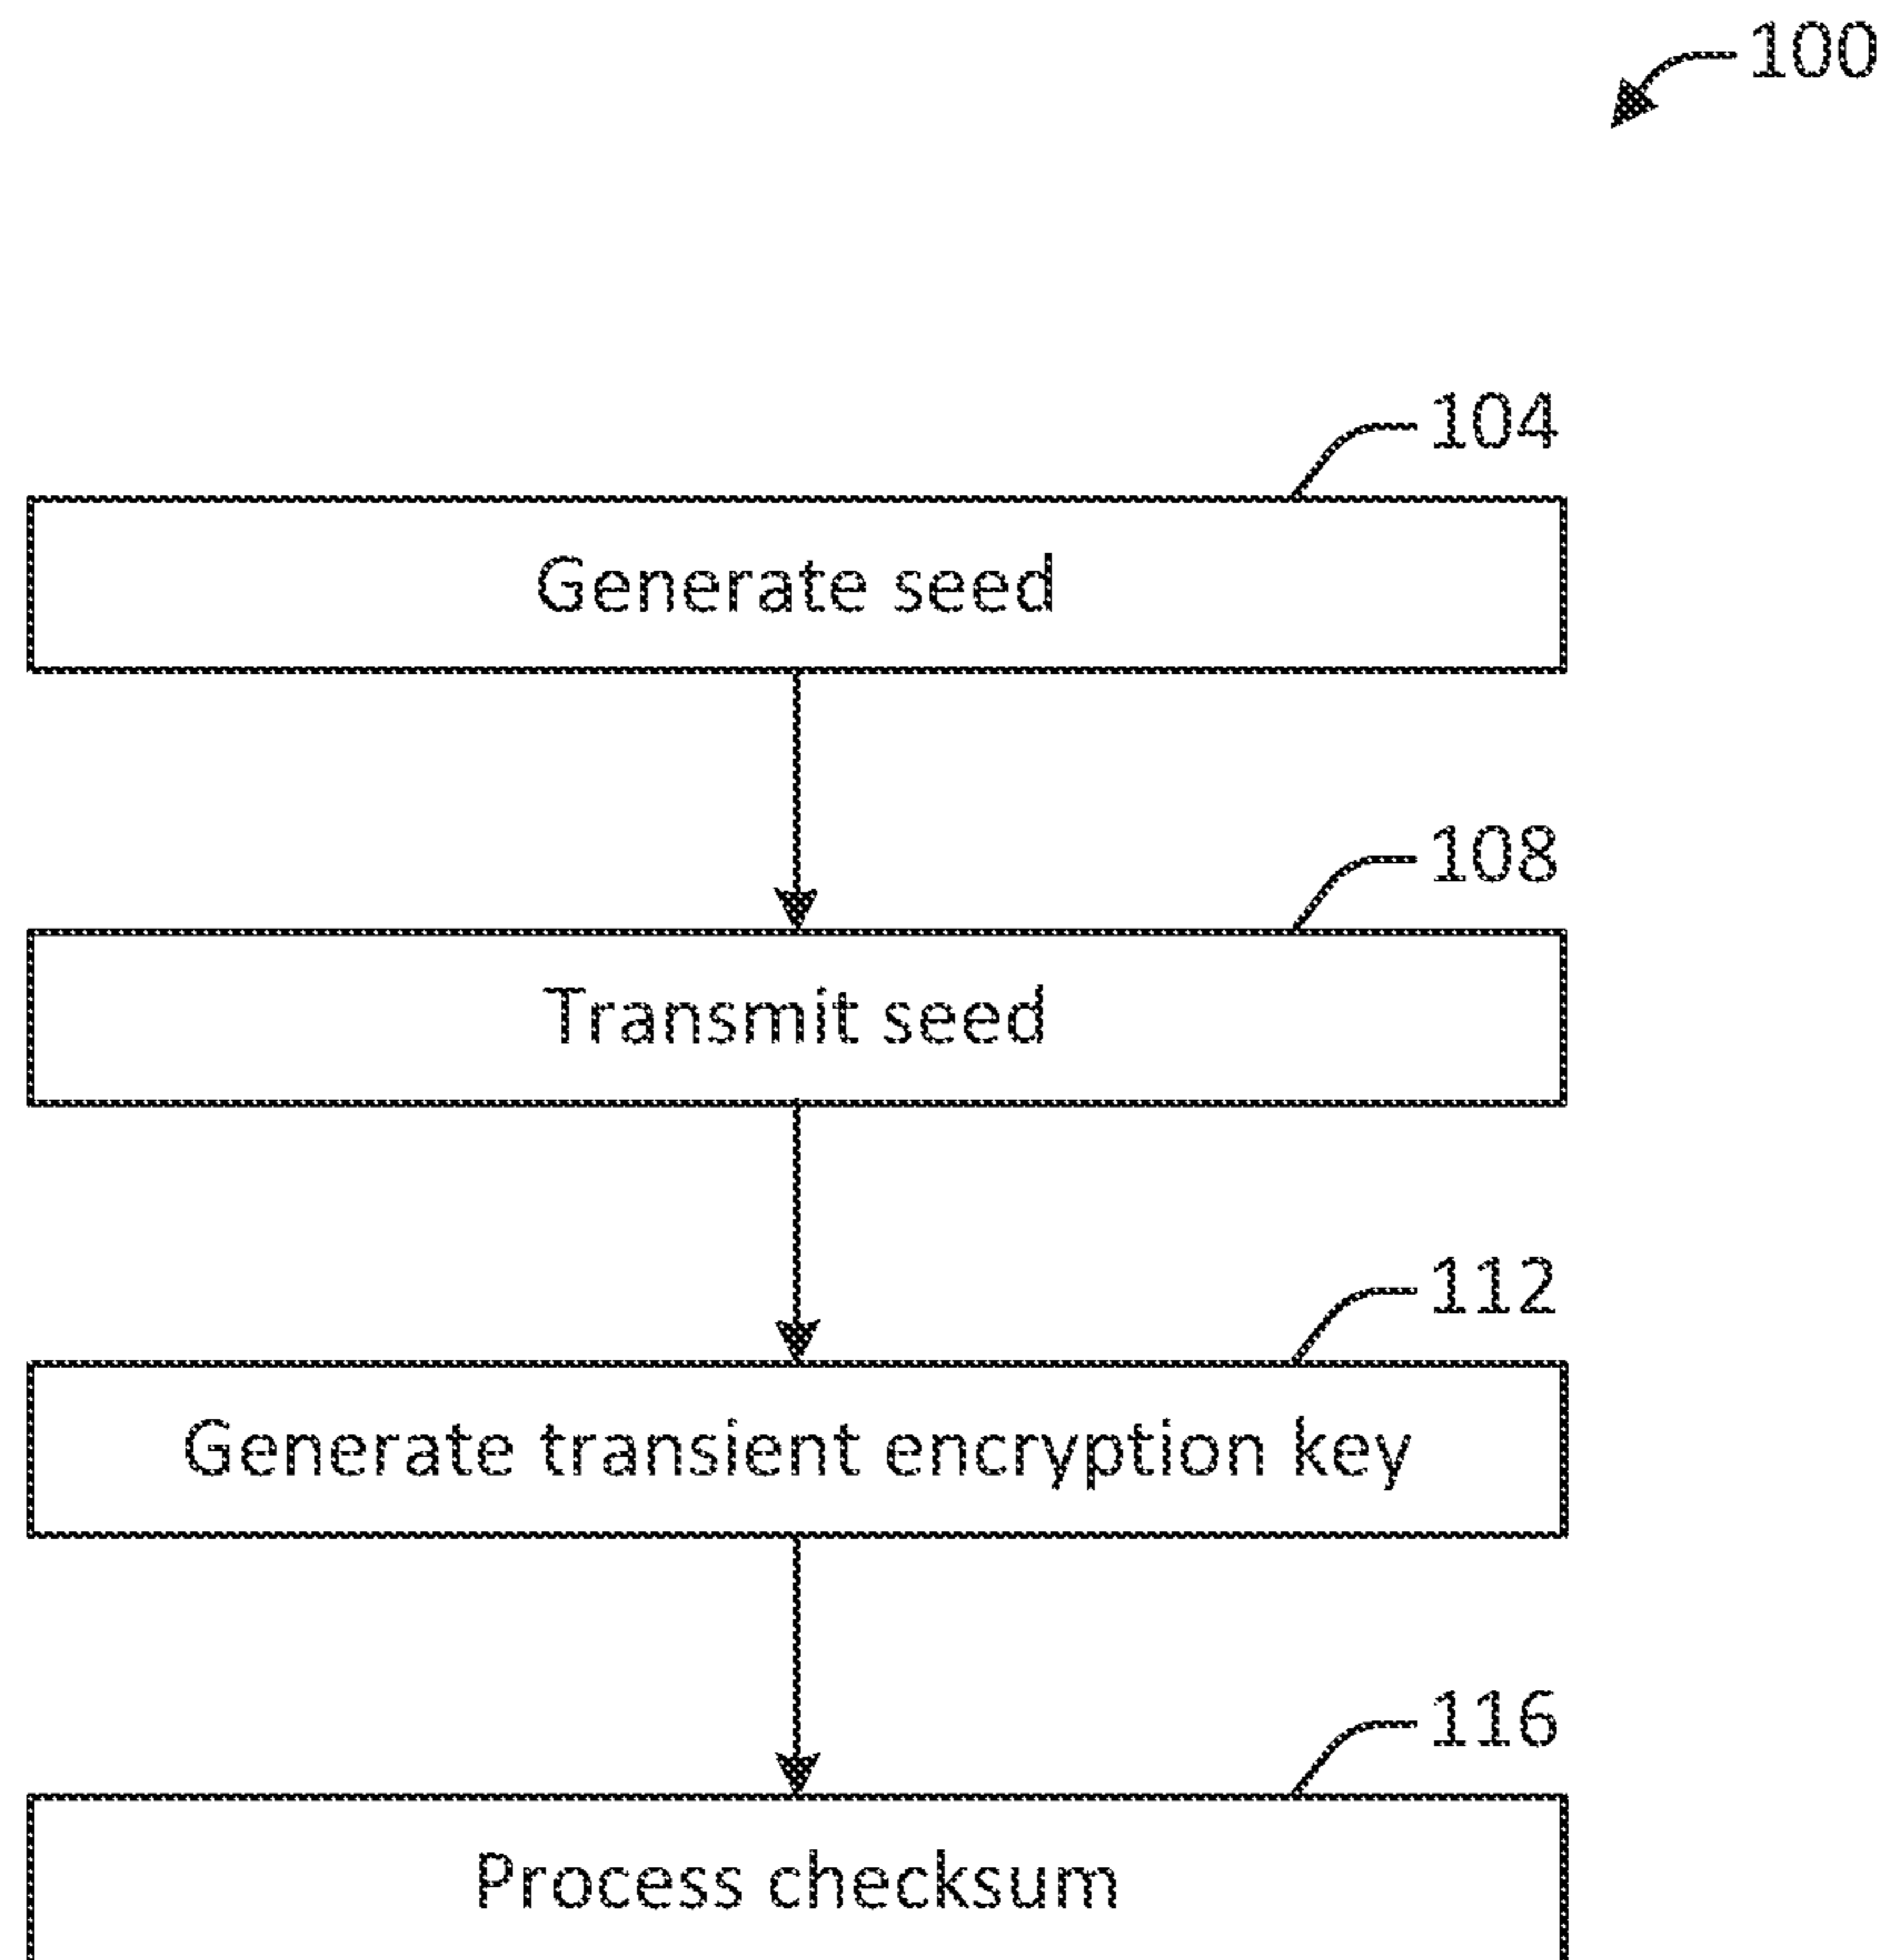 100
104
Generate seed
108
Transmit seed
112
Generate transient encryption key
116
Process checksum